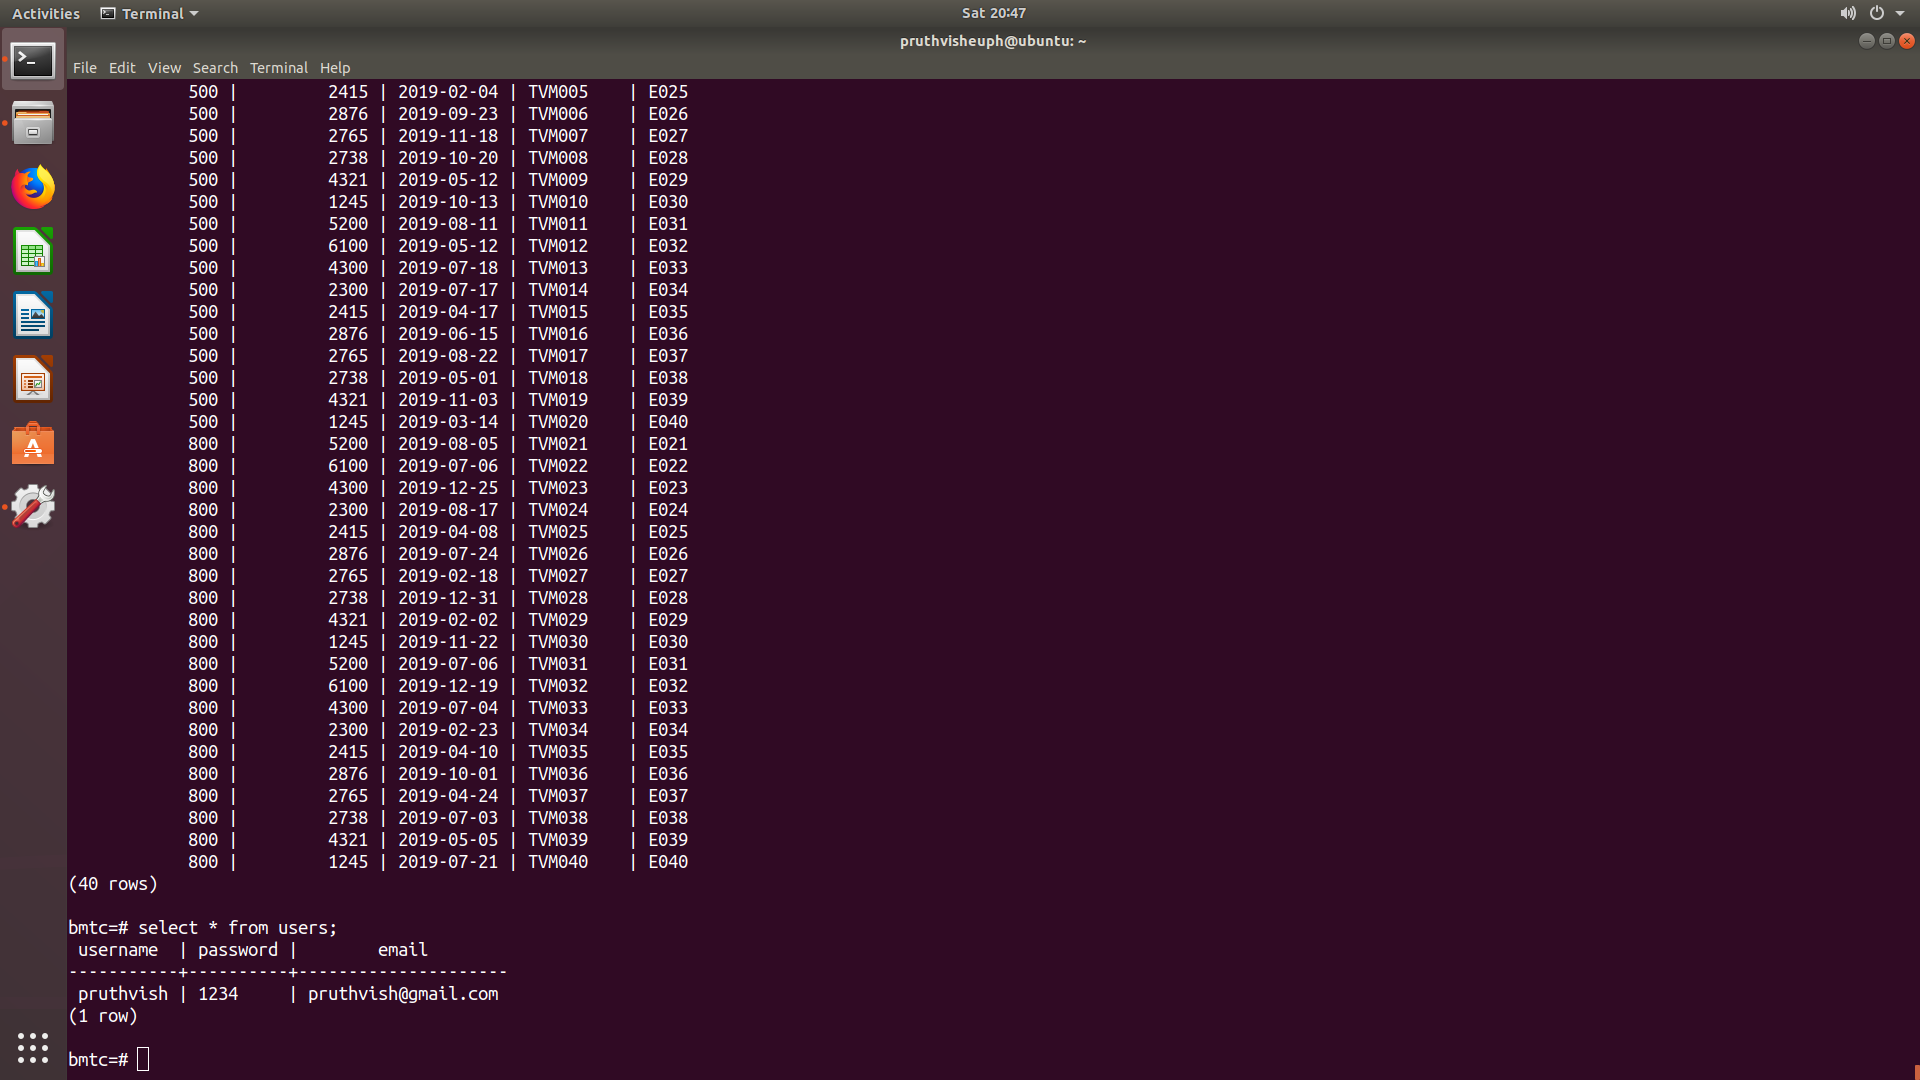 Activities Terminal Sat 20:47
pruthvisheuph@ubuntu: ~
File Edit View Search Terminal Help
500 | 2415 | 2019-02-04 | TVM005 | E025
500 | 2876 | 2019-09-23 | TVM006 | E026
500 | 2765 | 2019-11-18 | TVM007 | E027
500 | 2738 | 2019-10-20 | TVM008 | E028
500 | 4321 | 2019-05-12 | TVM009 | E029
500 | 1245 | 2019-10-13 | TVM010 | E030
500 | 5200 | 2019-08-11 | TVM011 | E031
500 | 6100 | 2019-05-12 | TVM012 | E032
500 | 4300 | 2019-07-18 | TVM013 | E033
500 | 2300 | 2019-07-17 | TVM014 | E034
500 | 2415 | 2019-04-17 | TVM015 | E035
500 | 2876 | 2019-06-15 | TVM016 | E036
500 | 2765 | 2019-08-22 | TVM017 | E037
500 | 2738 | 2019-05-01 | TVM018 | E038
500 | 4321 | 2019-11-03 | TVM019 | E039
500 | 1245 | 2019-03-14 | TVM020 | E040
800 | 5200 | 2019-08-05 | TVM021 | E021
800 | 6100 | 2019-07-06 | TVM022 | E022
800 | 4300 | 2019-12-25 | TVM023 | E023
800 | 2300 | 2019-08-17 | TVM024 | E024
800 | 2415 | 2019-04-08 | TVM025 | E025
800 | 2876 | 2019-07-24 | TVM026 | E026
800 | 2765 | 2019-02-18 | TVM027 | E027
800 | 2738 | 2019-12-31 | TVM028 | E028
800 | 4321 | 2019-02-02 | TVM029 | E029
800 | 1245 | 2019-11-22 | TVM030 | E030
800 | 5200 | 2019-07-06 | TVM031 | E031
800 | 6100 | 2019-12-19 | TVM032 | E032
800 | 4300 | 2019-07-04 | TVM033 | E033
800 | 2300 | 2019-02-23 | TVM034 | E034
800 | 2415 | 2019-04-10 | TVM035 | E035
800 | 2876 | 2019-10-01 | TVM036 | E036
800 | 2765 | 2019-04-24 | TVM037 | E037
800 | 2738 | 2019-07-03 | TVM038 | E038
800 | 4321 | 2019-05-05 | TVM039 | E039
800 | 1245 | 2019-07-21 | TVM040 | E040
(40 rows)
bmtc=# select * from users;
username | password | email
-----------+----------+---------------------
pruthvish | 1234 | pruthvish@gmail.com
(1 row)
bmtc=#